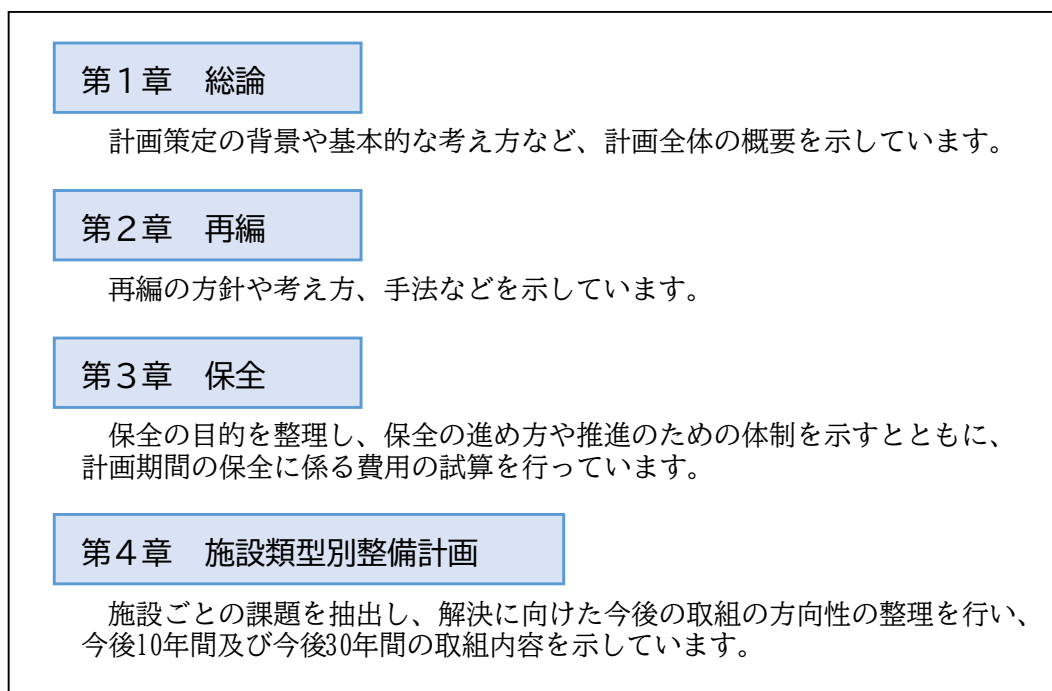 第１章　総論
計画策定の背景や基本的な考え方など、計画全体の概要を示しています。
第２章　再編
再編の方針や考え方、手法などを示しています。
第３章　保全
保全の目的を整理し、保全の進め方や推進のための体制を示すとともに、
計画期間の保全に係る費用の試算を行っています。
第４章　施設類型別整備計画
施設ごとの課題を抽出し、解決に向けた今後の取組の方向性の整理を行い、
今後10年間及び今後30年間の取組内容を示しています。